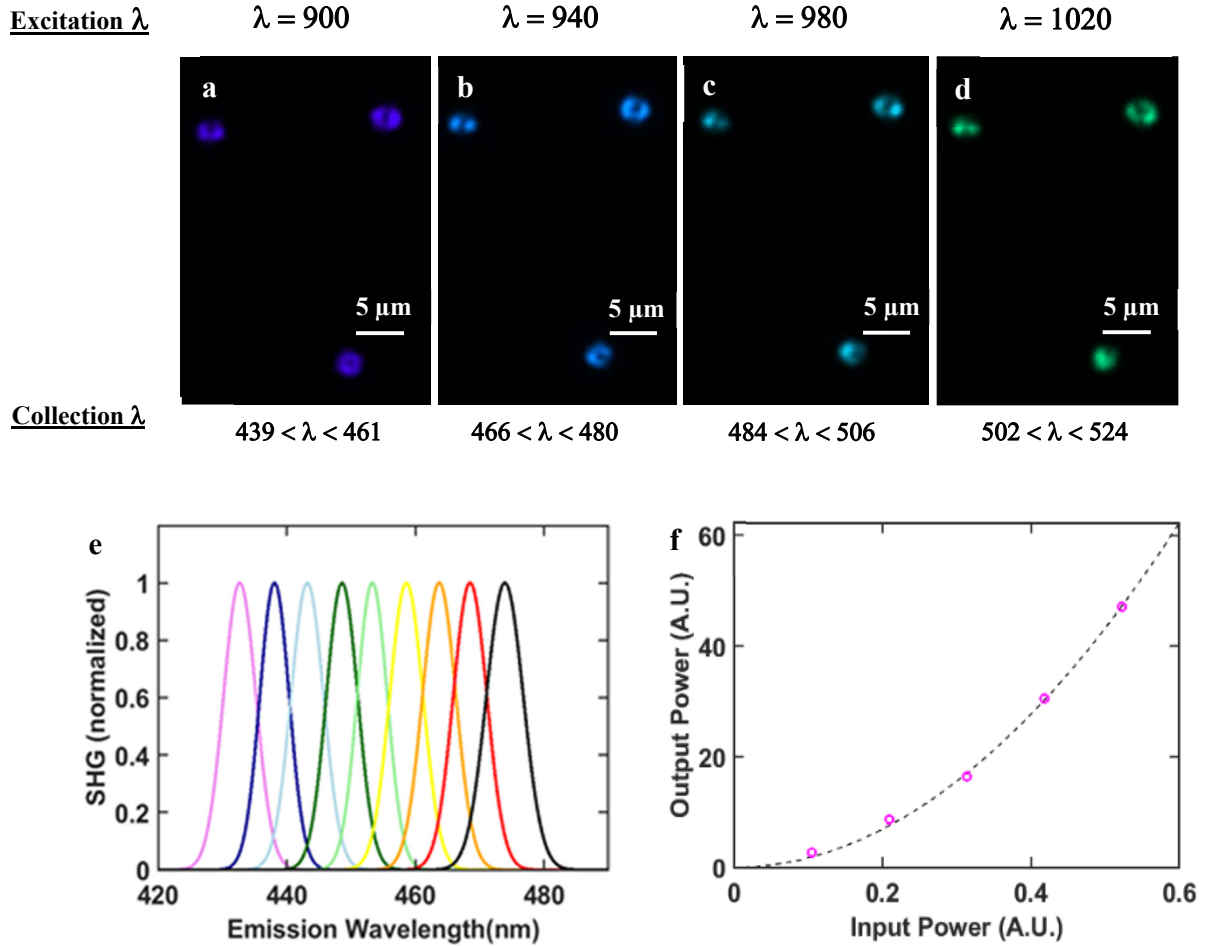 Excitation λ
λ = 900
λ = 940
λ = 980
λ = 1020
a
b
c
d
5 µm
5 µm
5 µm
5 µm
Collection λ
439 < λ < 461
466 < λ < 480
484 < λ < 506
502 < λ < 524
e
SHG (normalized)
1
0.8
0.6
0.4
0.2
0
420
440
460
480
Emission Wavelength(nm)
f
Output Power (A.U.)
60
40
20
0
0
0.2
0.4
0.6
Input Power (A.U.)